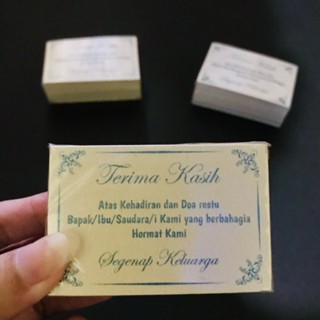 Terima Kasih
Atas Kehadiran dan Doa restu
Bapak/Ibu/Saudara/i Kami yang berbahagia
Hormat Kami
Segenap Keluarga